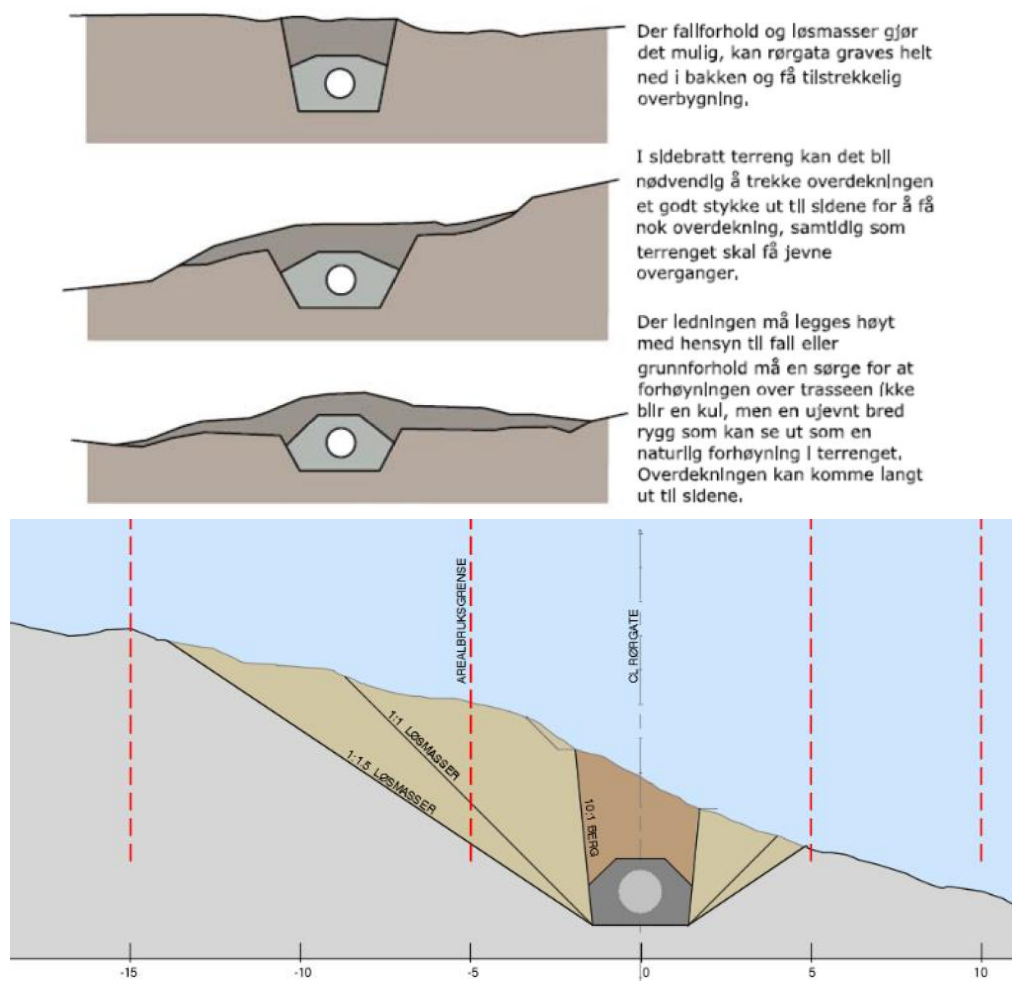 Der fallforhold og løsmasser gjør
det mulig, kan rørgata graves helt
ned i bakken og få tilstrekkelig
overbygning.
I sidebratt terreng kan det bli
nødvendig å trekke overdekningen
et godt stykke ut til sidene for å få
nok overdekning, samtidig som
terrenget skal få jevne
overganger.
Der ledningen må legges høyt
med hensyn til fall eller
grunnforhold må en sørge for at
forhøyningen over trasseen ikke
blir en kul, men en ujevnt bred
rygg som kan se ut som en
naturlig forhøyning i terrenget.
Overdekningen kan komme langt
ut til sidene.
AREALBRUKSGRENSE
CL RØRGATE
1:1 LØSMASSER
1:1.5 LØSMASSER
10:1 BERG
-15
-10
-5
0
5
10